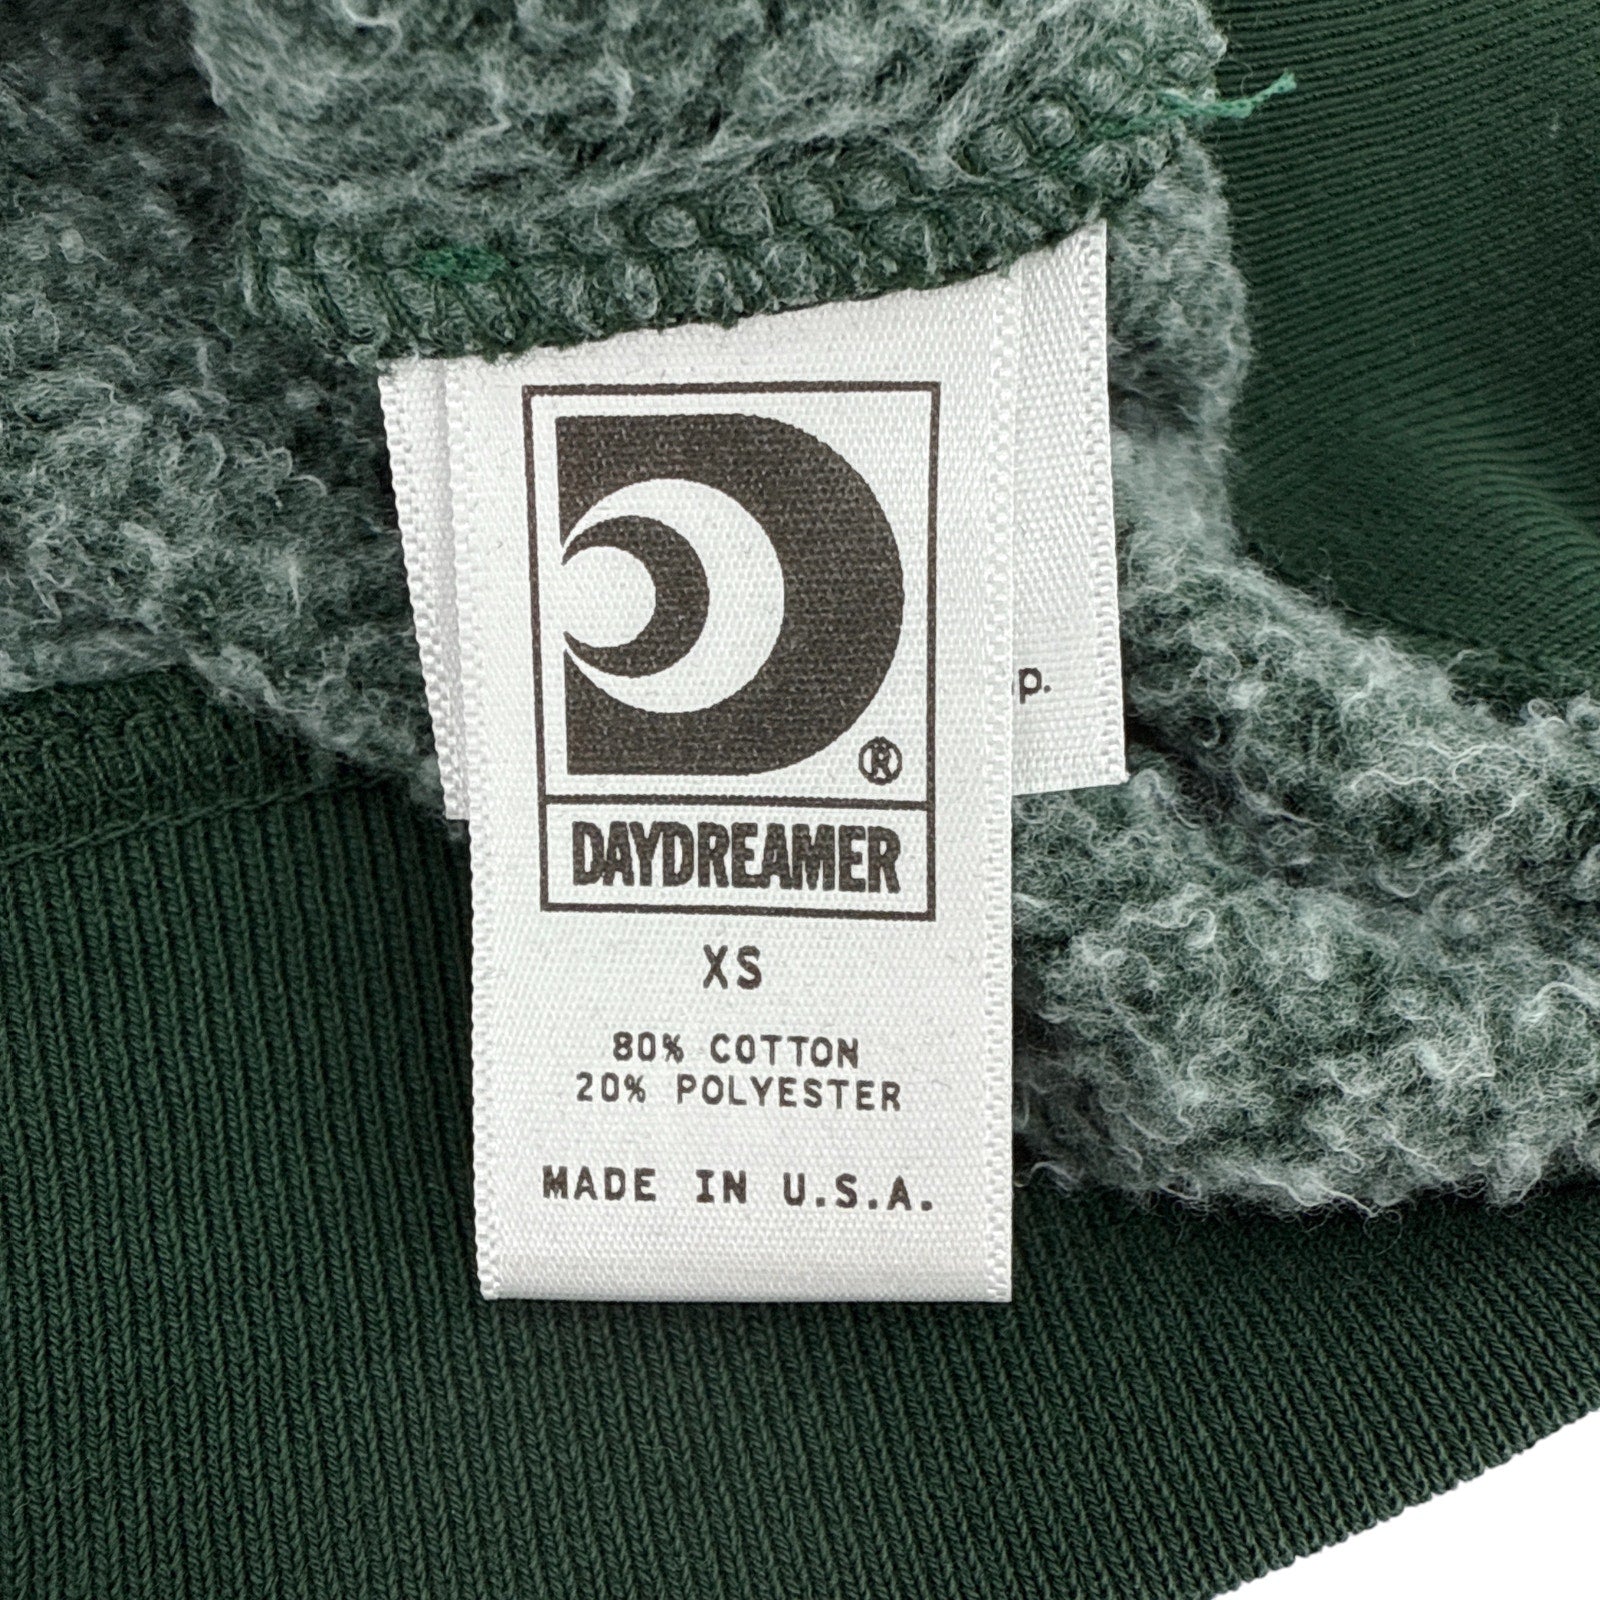 ®
DAYDREAMER
XS
80% COTTON
20% POLYESTER
MADE IN U.S.A.